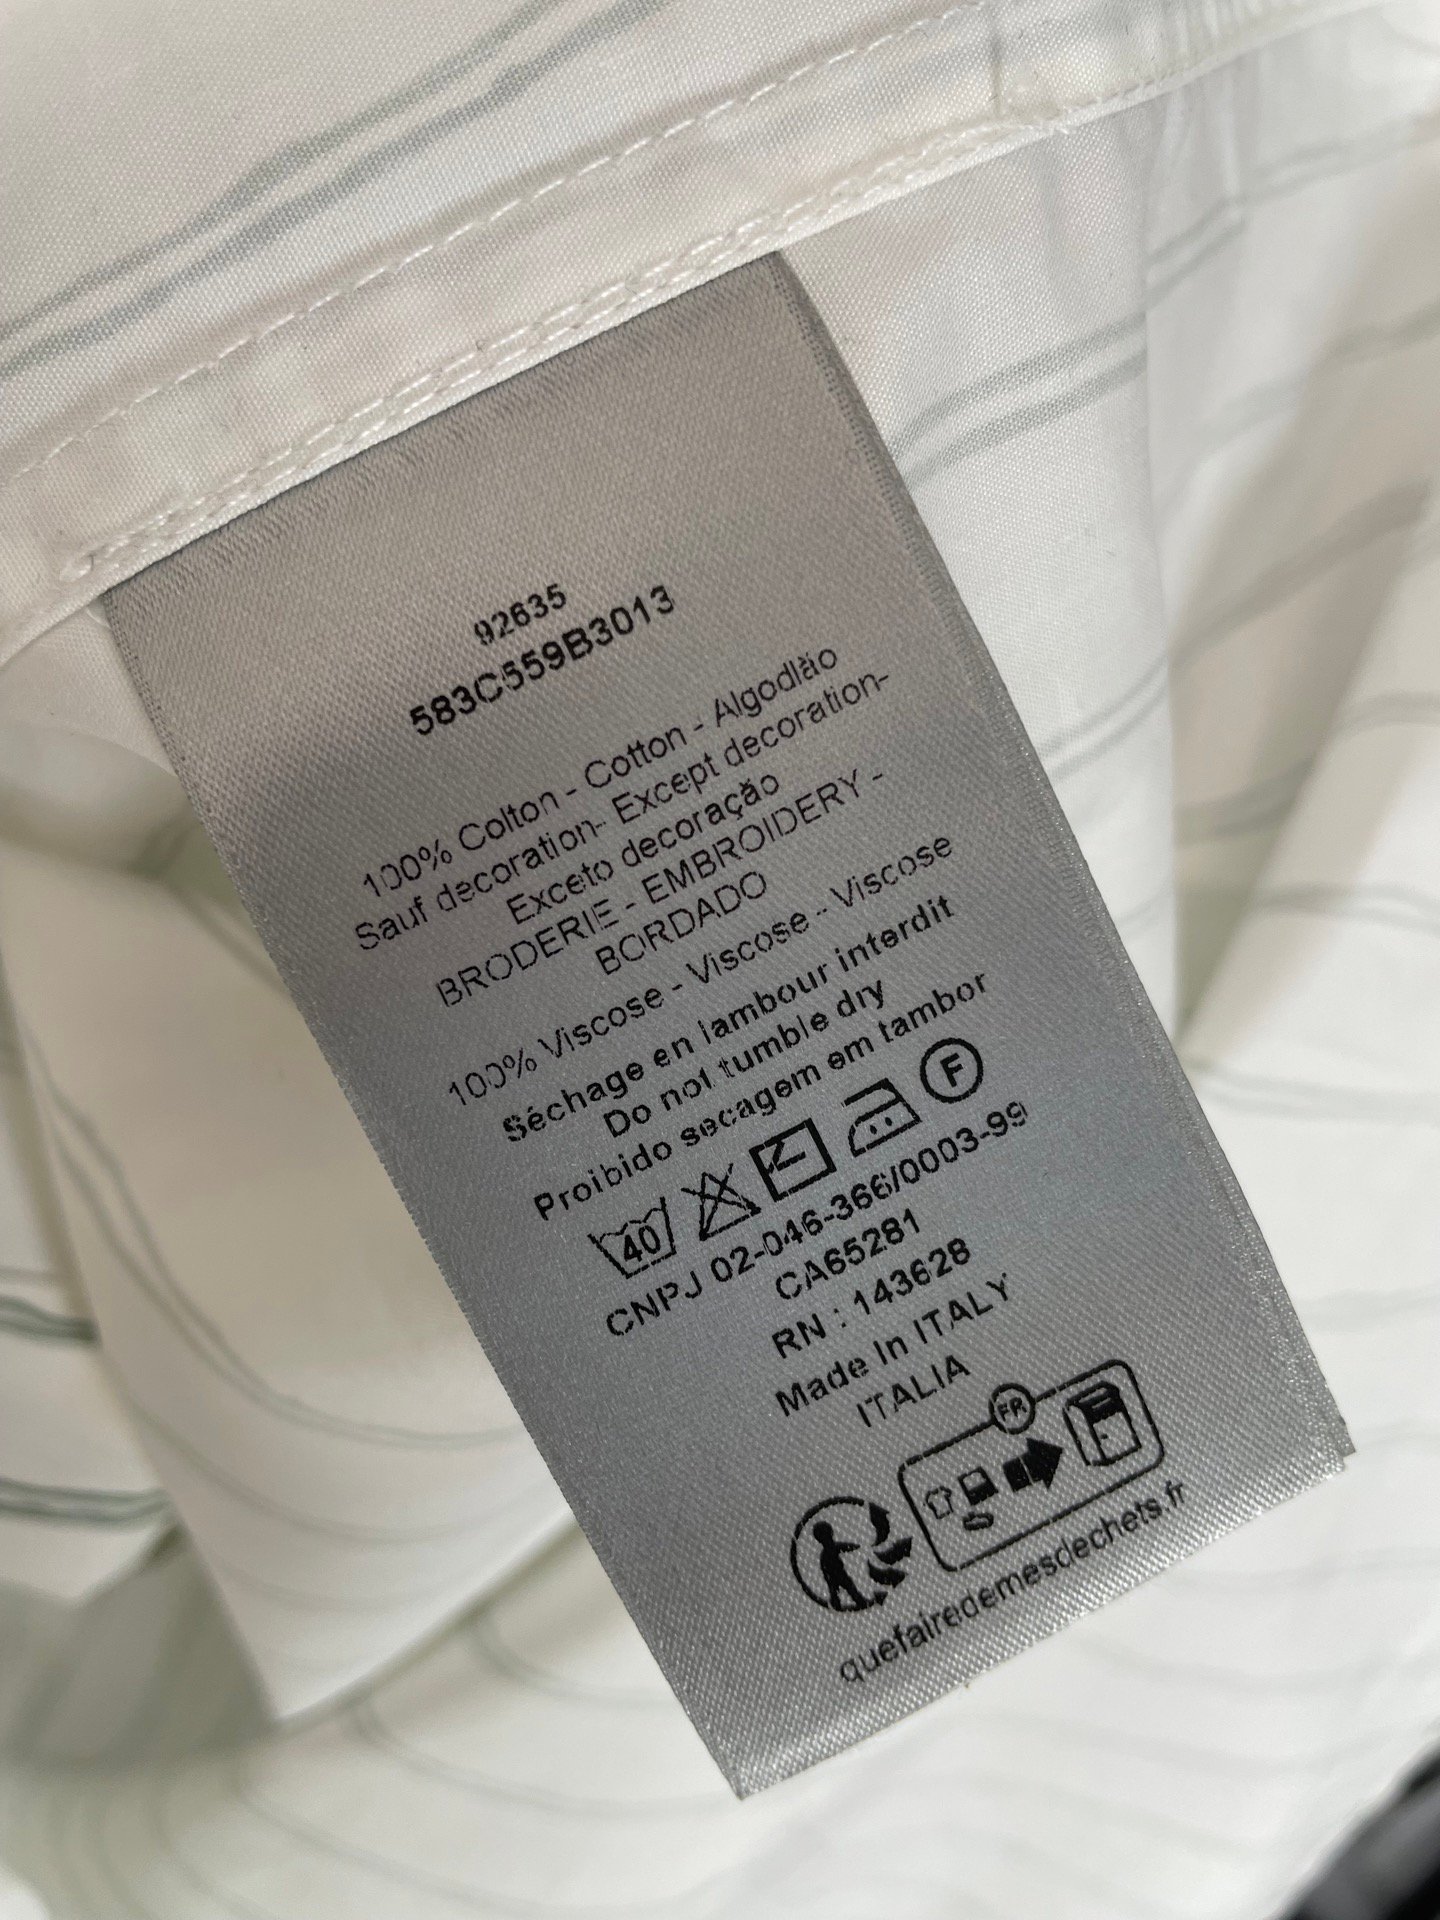 92635
583C559B3013
100% Colton - Cotton - Algodlão
Sauf decoration- Except decoration-
Exceto decoração
BRODERIE - EMBROIDERY -
BORDADO
100% Viscose - Viscose - Viscose
Séchage en lambour interdit
Do not tumble dry
Proibido secagem em tambor
40 F
CNPJ 02-046-366/0003-99
CA65281
RN : 143628
Made In ITALY
ITALIA
FR
quefairedemesdechets.fr